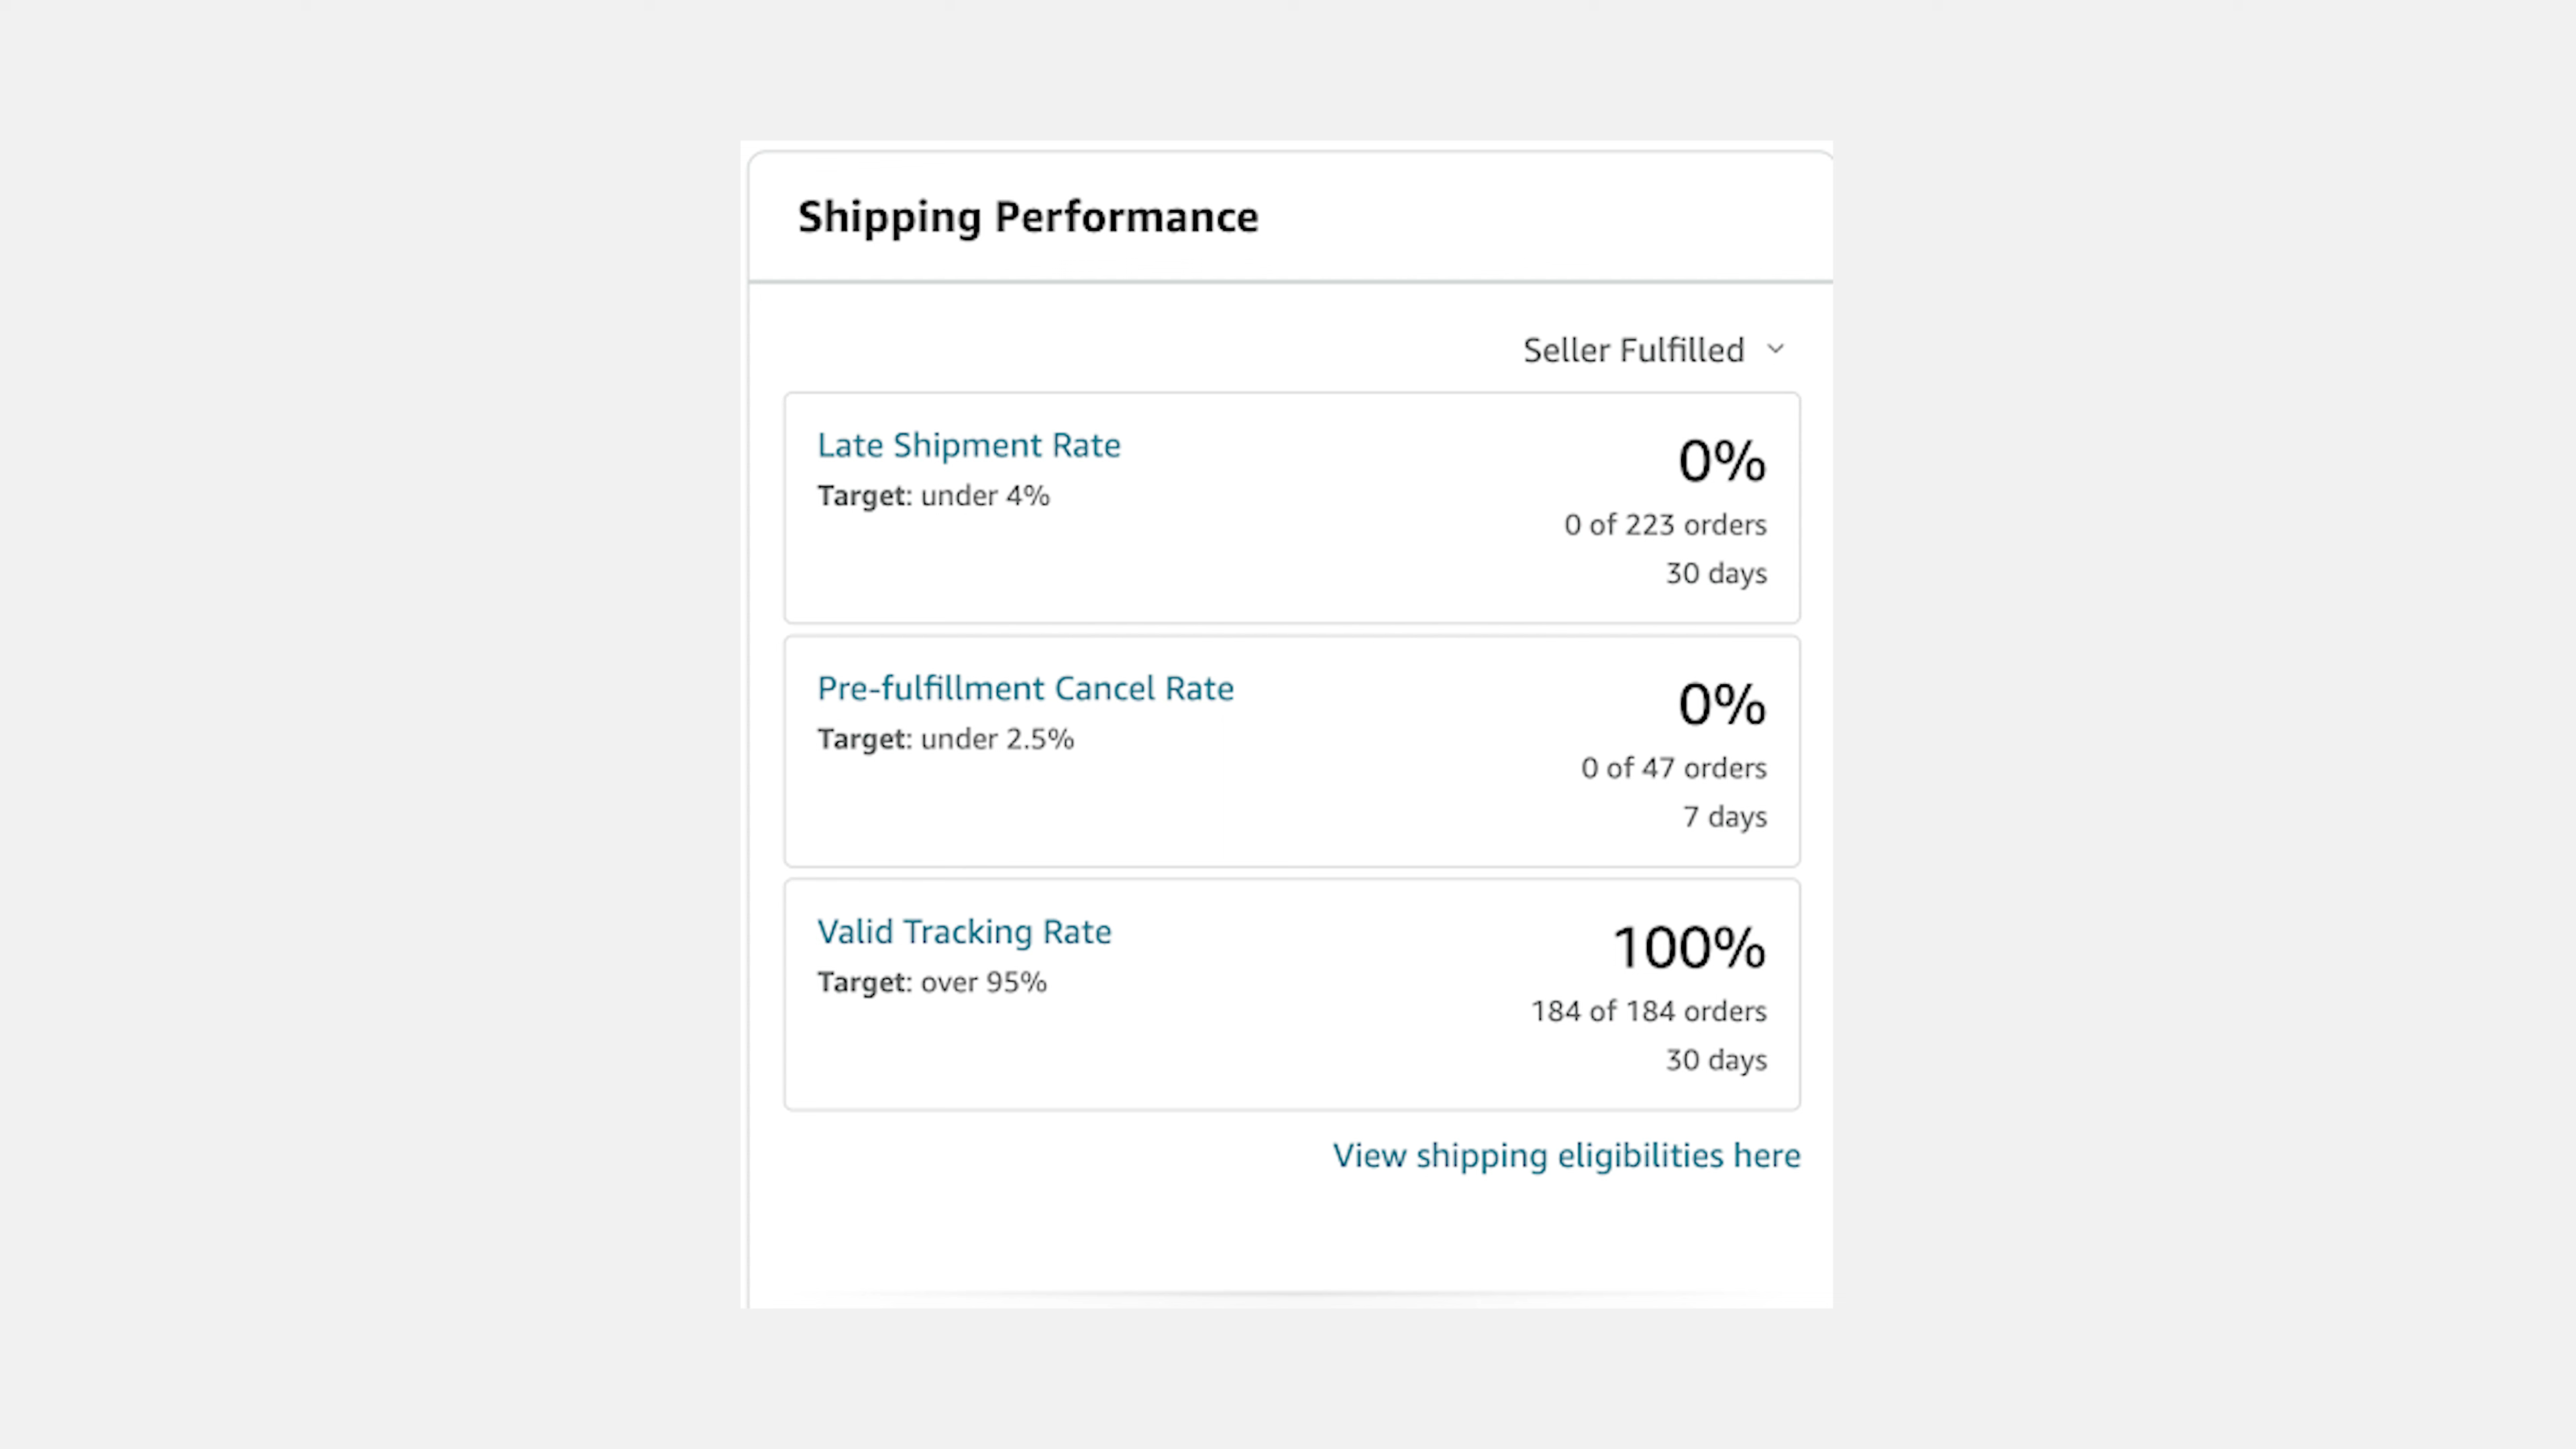 Shipping Performance
Seller Fulfilled
Late Shipment Rate
Target: under 4%
0%
0 of 223 orders
30 days
Pre-fulfillment Cancel Rate
Target: under 2.5%
0%
0 of 47 orders
7 days
Valid Tracking Rate
Target: over 95%
100%
184 of 184 orders
30 days
View shipping eligibilities here